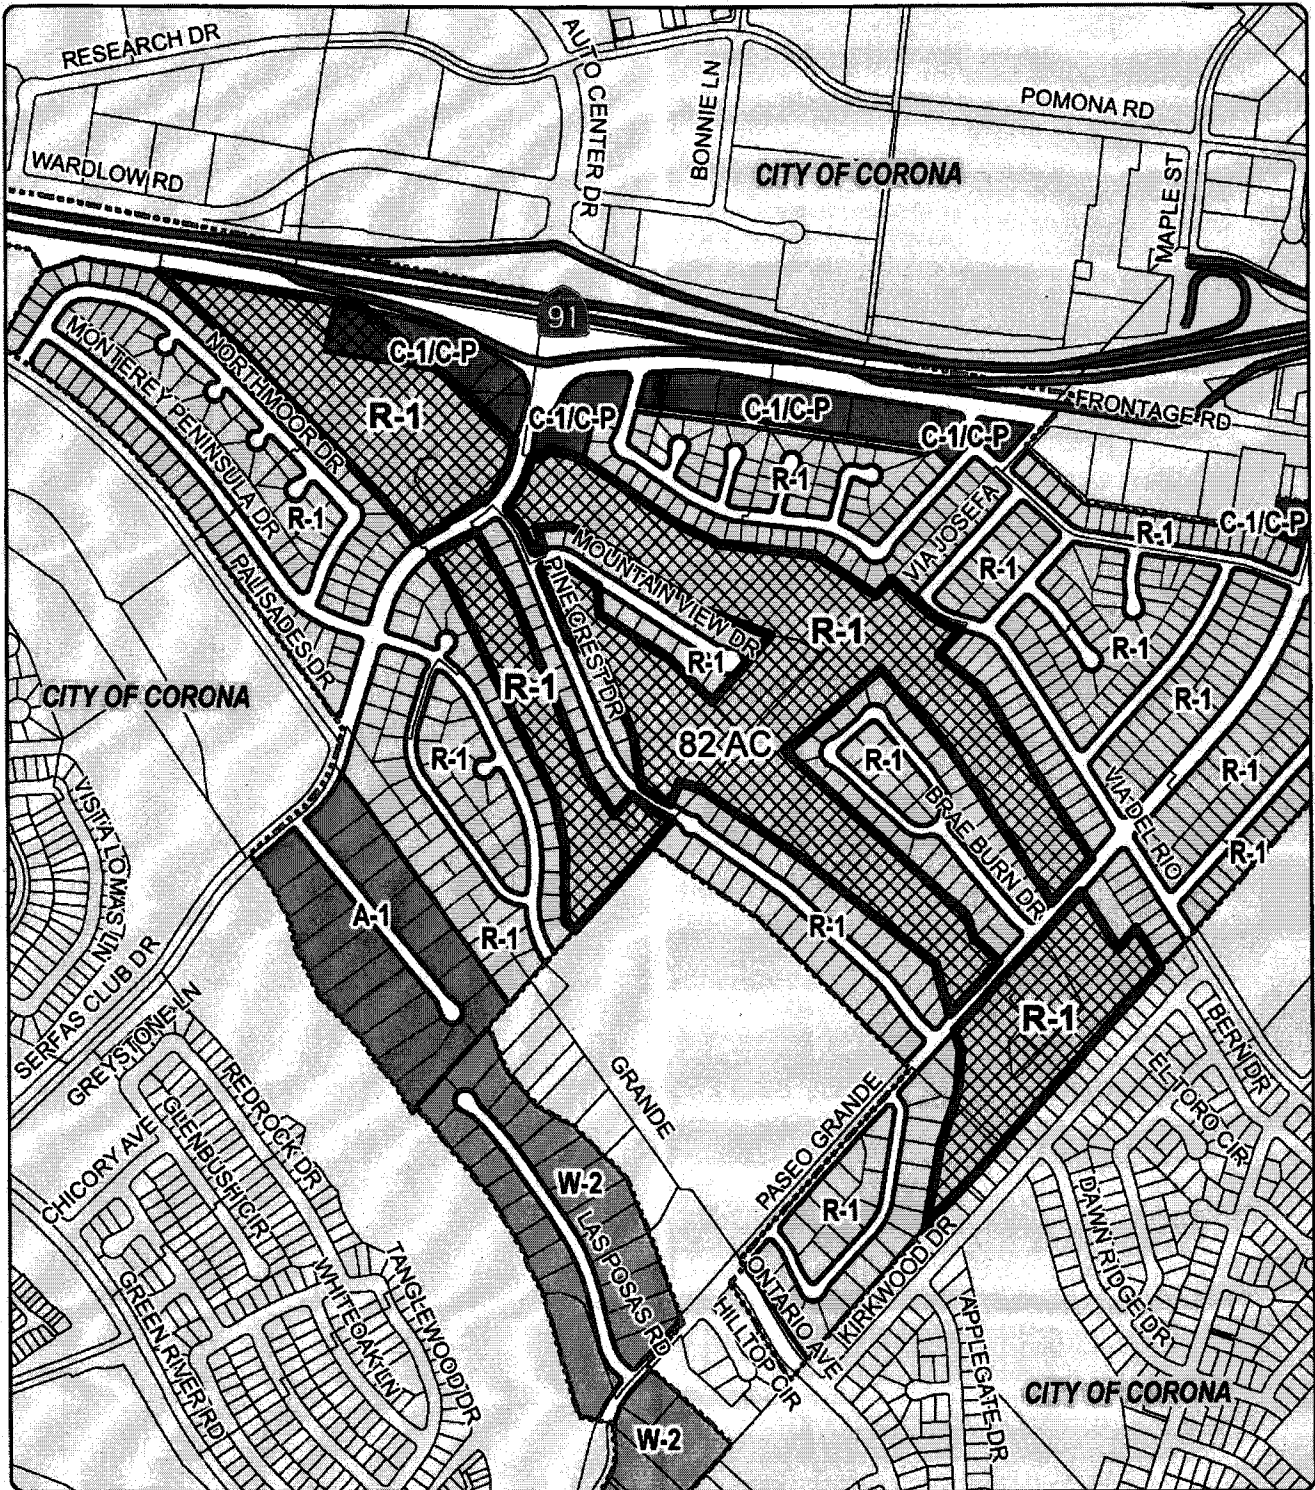 RESEARCH DR
AUTO CENTER DR
BONNIE LN
POMONA RD
WARDLOW RD
CITY OF CORONA
MAPLE ST
91
MONTEREY PENINSULA DR
NORTHMOOR DR
C-1/C-P
R-1
C-1/C-P
C-1/C-P
C-1/C-P
FRONTAGE RD
R-1
R-1
VIA JOSEFA
R-1
C-1/C-P
R-1
PALISADES DR
PINE CREST DR
MOUNTAIN VIEW DR
R-1
R-1
R-1
CITY OF CORONA
R-1
R-1
82 AC
R-1
R-1
R-1
BRAE BURN DR
VIA DEL RIO
R-1
VISTA LOMAS LN
A-1
R-1
R-1
SERFAS CLUB DR
GREYSTONE LN
R-1
BERN DR
REDROCK DR
GRANDE
EL TORO CIR
CHICORY AVE
GLENBUSH CIR
PASEO GRANDE
W-2
R-1
DAWN RIDGE DR
LAS POSAS RD
TANGLEWOOD DR
GREEN RIVER RD
WHITE OAK LN
ONTARIO AVE
KIRKWOOD DR
HILLTOP CIR
APPLEGATE DR
CITY OF CORONA
W-2